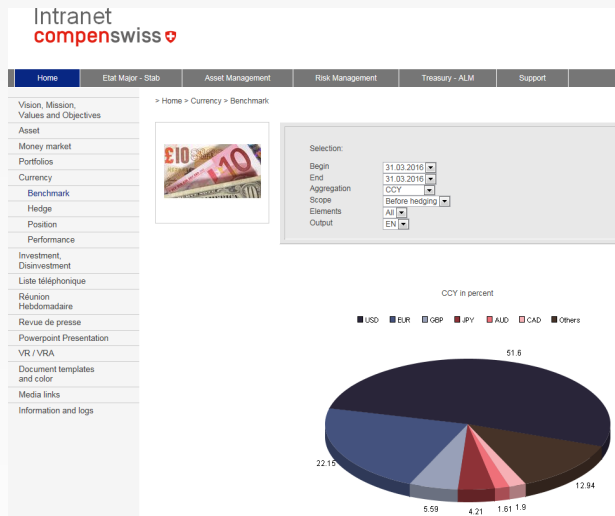 Intranet
compenswiss
Home Etat Major - Stab Asset Management Risk Management Treasury - ALM Support
> Home > Currency > Benchmark
Vision, Mission,
Values and Objectives
Asset
Money market
Portfolios
Currency
Benchmark
Hedge
Position
Performance
Investment,
Disinvestment
Liste téléphonique
Réunion
Hebdomadaire
Revue de presse
Powerpoint Presentation
VR / VRA
Document templates
and color
Media links
Information and logs
£10
10
Selection:
Begin 31.03.2016
End 31.03.2016
Aggregation CCY
Scope Before hedging
Elements All
Output EN
CCY in percent
USD EUR GBP JPY AUD CAD Others
51.6
22.15
12.94
5.59
4.21
1.61
1.9